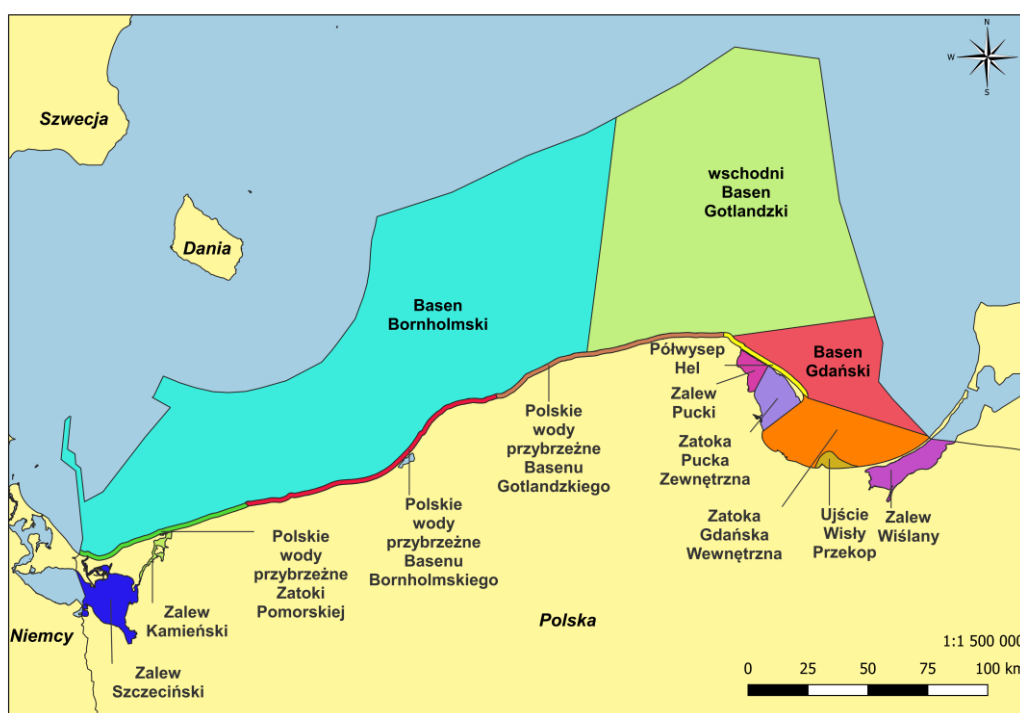 N
W
E
S
Szwecja
wschodni
Basen
Gotlandzki
Dania
Basen
Bornholmski
Półwysep
Hel
Basen
Gdański
Zalew
Pucki
Polskie
wody
przybrzeżne
Basenu
Gotlandzkiego
Zatoka
Pucka
Zewnętrzna
Polskie
wody
przybrzeżne
Basenu
Bornholmskiego
Zatoka
Gdańska
Wewnętrzna
Ujście
Wisły
Przekop
Zalew
Wiślany
Polskie
wody
przybrzeżne
Zatoki
Pomorskiej
Zalew
Kamieński
Niemcy
Polska
Zalew
Szczeciński
1:1 500 000
0 25 50 75 100 km